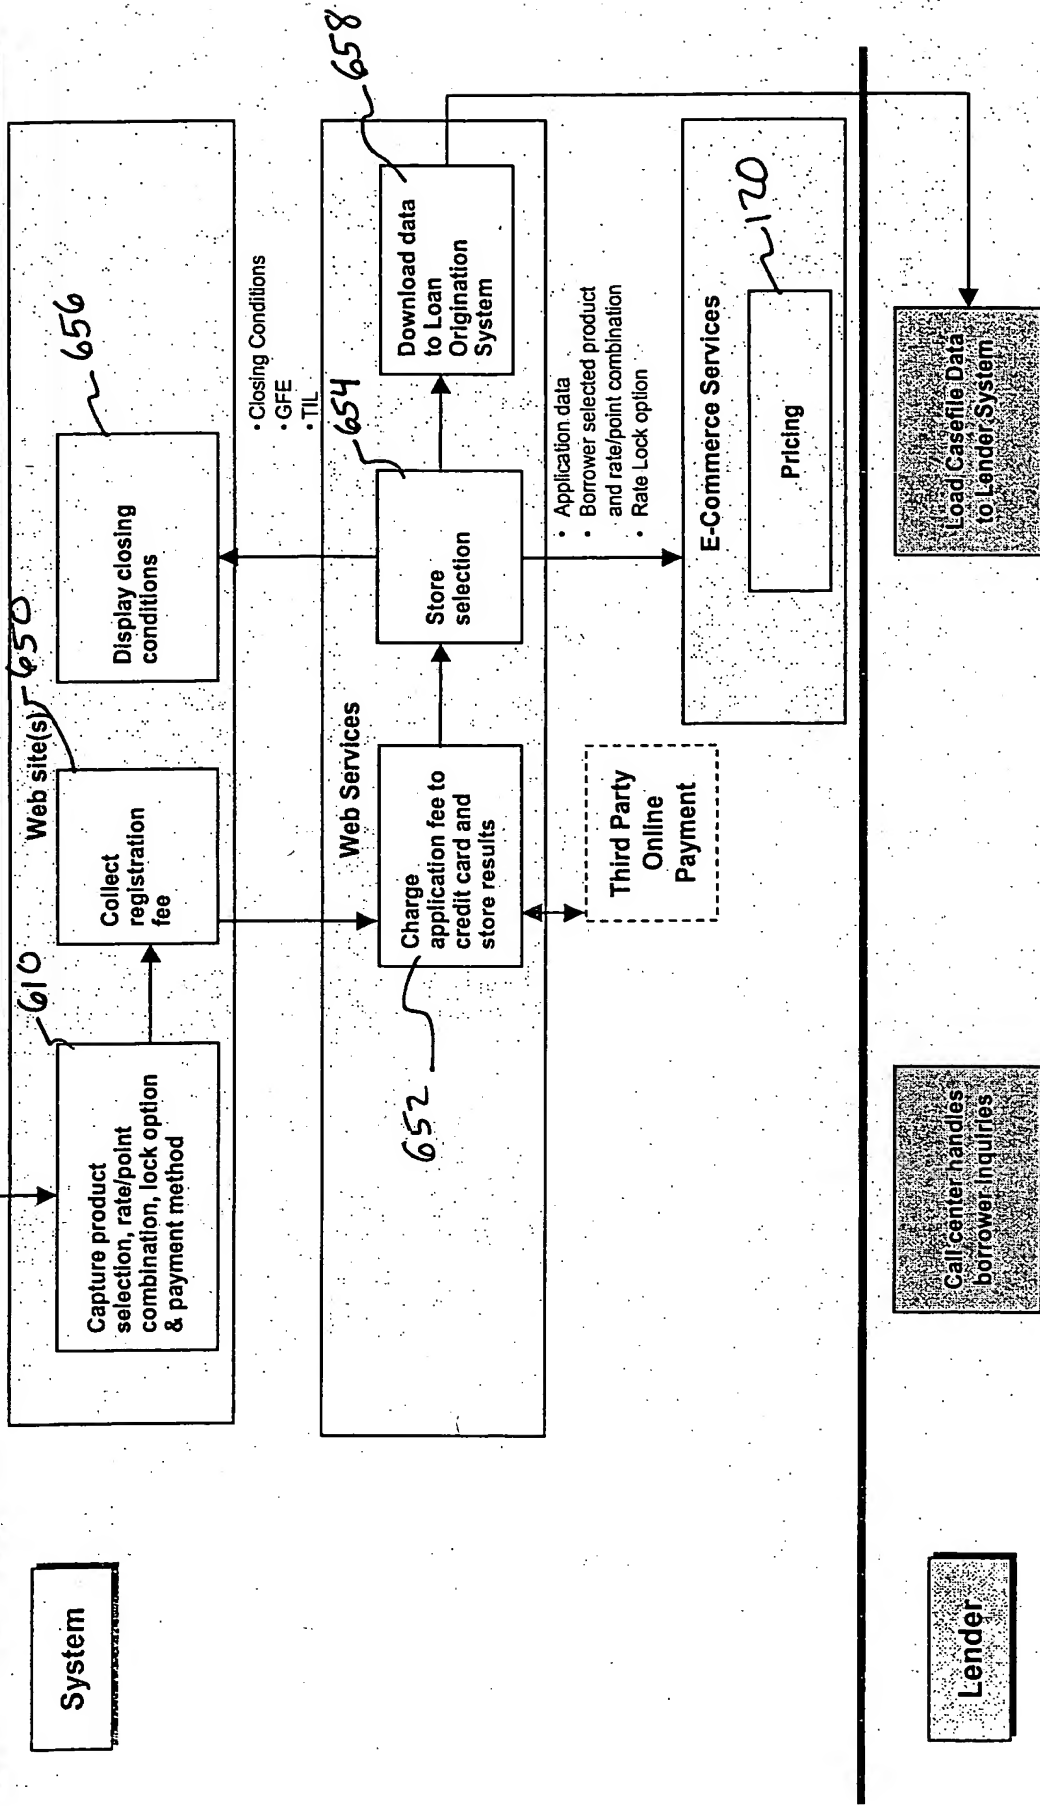 System
Web site(s)
650
610
Capture product
selection, rate/point
combination, lock option
& payment method
Collect
registration
fee
656
Display closing
conditions
• Closing Conditions
• GFE
• TIL
Web Services
652
Charge
application fee to
credit card and
store results
654
Store
selection
658
Download data
to Loan
Origination
System
Third Party
Online
Payment
• Application data
• Borrower selected product
and rate/point combination
• Rate Lock option
E-Commerce Services
120
Pricing
Lender
Call center handles
borrower Inquiries
Load Casefile Data
to Lender System